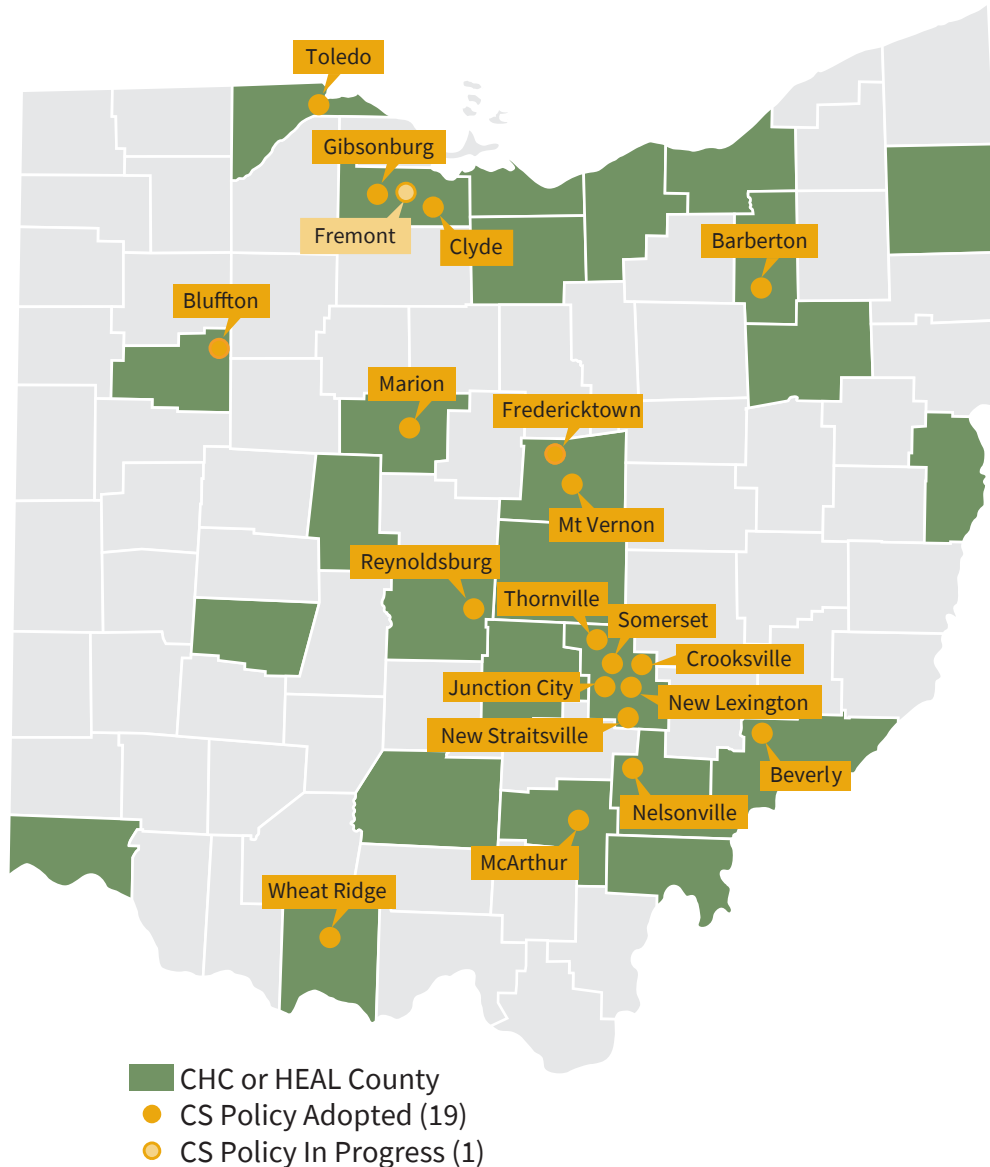 Toledo
Gibsonburg
Fremont
Clyde
Barberton
Bluffton
Marion
Fredericktown
Mt Vernon
Reynoldsburg
Thornville
Somerset
Crooksville
Junction City
New Lexington
New Straitsville
Beverly
Nelsonville
McArthur
Wheat Ridge
CHC or HEAL County
CS Policy Adopted (19)
CS Policy In Progress (1)